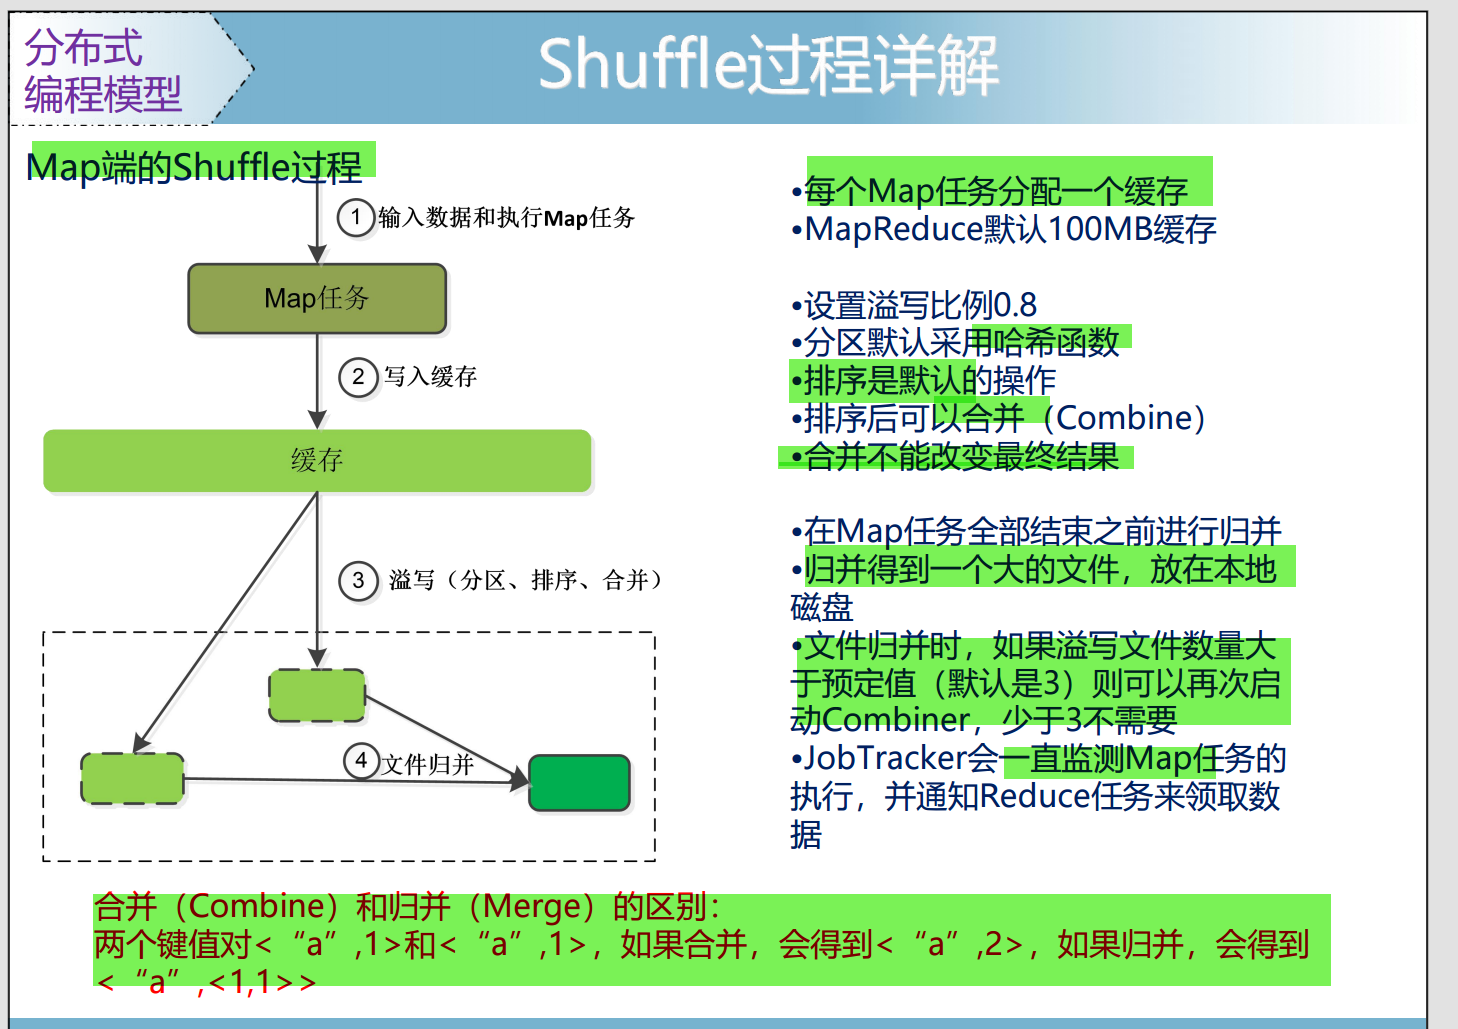 分布式
编程模型
Shuffle过程详解
Map端的Shuffle过程
1 输入数据和执行Map任务
Map任务
2 写入缓存
缓存
3 溢写（分区、排序、合并）
4 文件归并
•每个Map任务分配一个缓存
•MapReduce默认100MB缓存
•设置溢写比例0.8
•分区默认采用哈希函数
•排序是默认的操作
•排序后可以合并（Combine）
•合并不能改变最终结果
•在Map任务全部结束之前进行归并
•归并得到一个大的文件，放在本地
磁盘
•文件归并时，如果溢写文件数量大
于预定值（默认是3）则可以再次启
动Combiner，少于3不需要
•JobTracker会一直监测Map任务的
执行，并通知Reduce任务来领取数
据
合并（Combine）和归并（Merge）的区别：
两个键值对<“a”,1>和<“a”,1>，如果合并，会得到<“a”,2>，如果归并，会得到
<“a”,<1,1>>